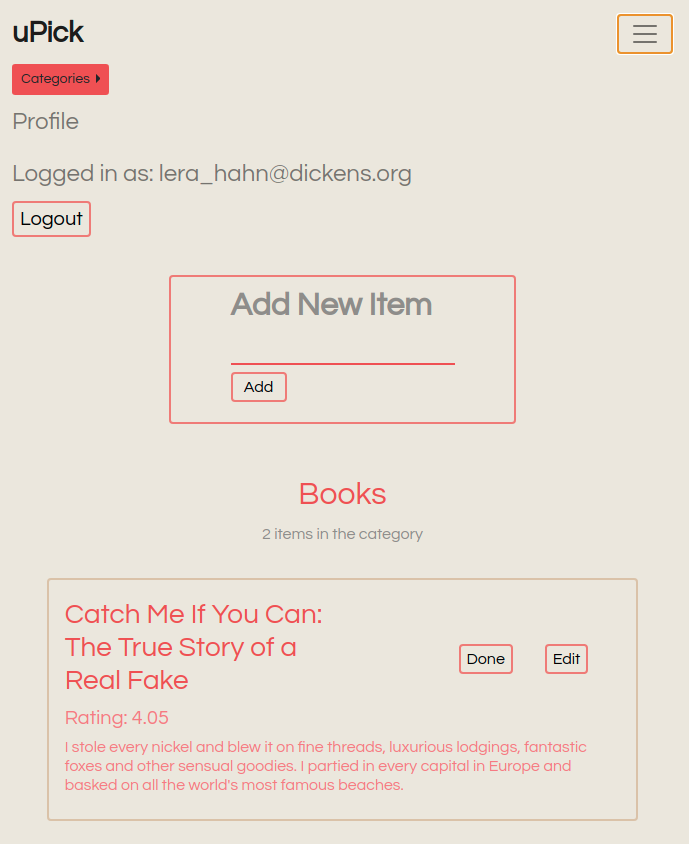 uPick
Categories
Profile
Logged in as: lera_hahn@dickens.org
Logout
Add New Item
Add
Books
2 items in the category
Catch Me If You Can:
The True Story of a
Real Fake
Done
Edit
Rating: 4.05
I stole every nickel and blew it on fine threads, luxurious lodgings, fantastic
foxes and other sensual goodies. I partied in every capital in Europe and
basked on all the world's most famous beaches.